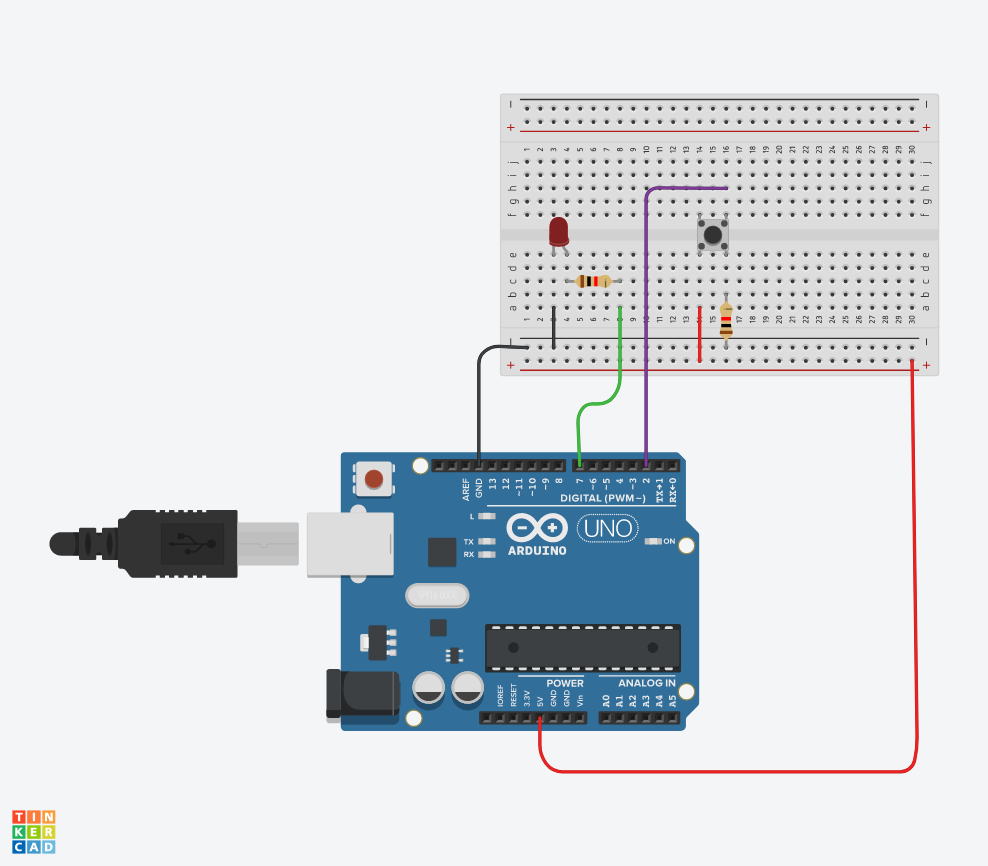 − −
+ +
1 2 3 4 5 6 7 8 9 10 11 12 13 14 15 16 17 18 19 20 21 22 23 24 25 26 27 28 29 30
j j
i i
h h
g g
f f
e e
d d
c c
b b
a a
1 2 3 4 5 6 7 8 9 10 11 12 13 14 15 16 17 18 19 20 21 22 23 24 25 26 27 28 29 30
− −
+ +
AREF GND 13 12 ~11 ~10 ~9 8 7 ~6 ~5 4 ~3 2 TX→1 RX←0
DIGITAL (PWM~)
L
TX
RX
UNO
ARDUINO
ON
POWER ANALOG IN
IOREF RESET 3.3V 5V GND GND Vin A0 A1 A2 A3 A4 A5
TIN
KER
CAD